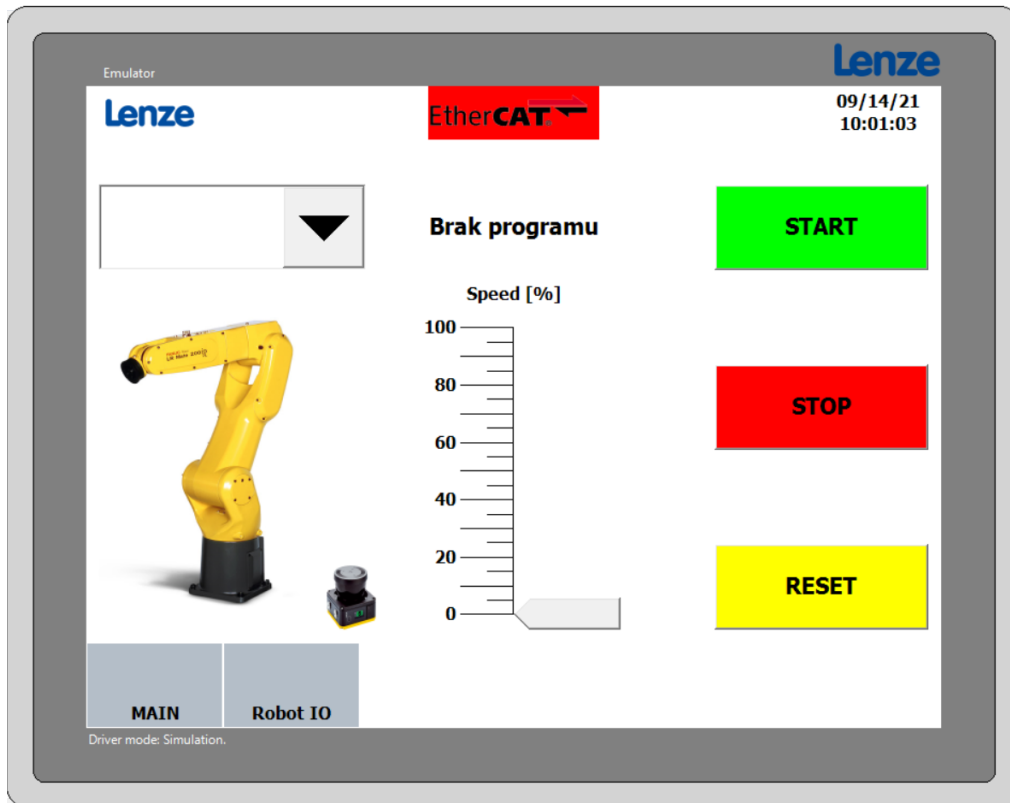 Lenze
Emulator
Lenze
EtherCAT
09/14/21
10:01:03
Brak programu
START
Speed [%]
100
80
60
40
20
0
STOP
RESET
MAIN
Robot IO
Driver mode: Simulation.